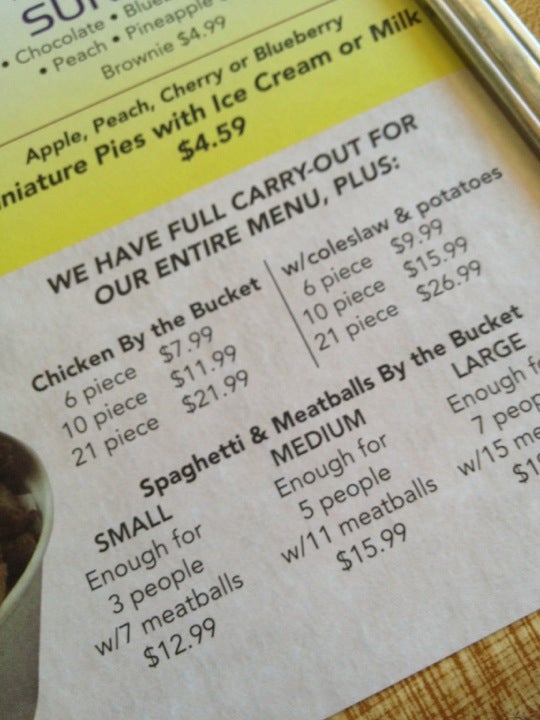 • Chocolate •
• Peach • Pineapple
Brownie $4.99
Apple, Peach, Cherry or Blueberry
Pies with Ice Cream or Milk
$4.59
WE HAVE FULL CARRY-OUT FOR
OUR ENTIRE MENU, PLUS:
Chicken By the Bucket
6 piece $7.99
10 piece $11.99
21 piece $21.99
w/coleslaw & potatoes
6 piece $9.99
10 piece $15.99
21 piece $26.99
Spaghetti & Meatballs By the Bucket
SMALL
Enough for
3 people
w/7 meatballs
$12.99
MEDIUM
Enough for
5 people
w/11 meatballs
$15.99
LARGE
Enough
7
w/15